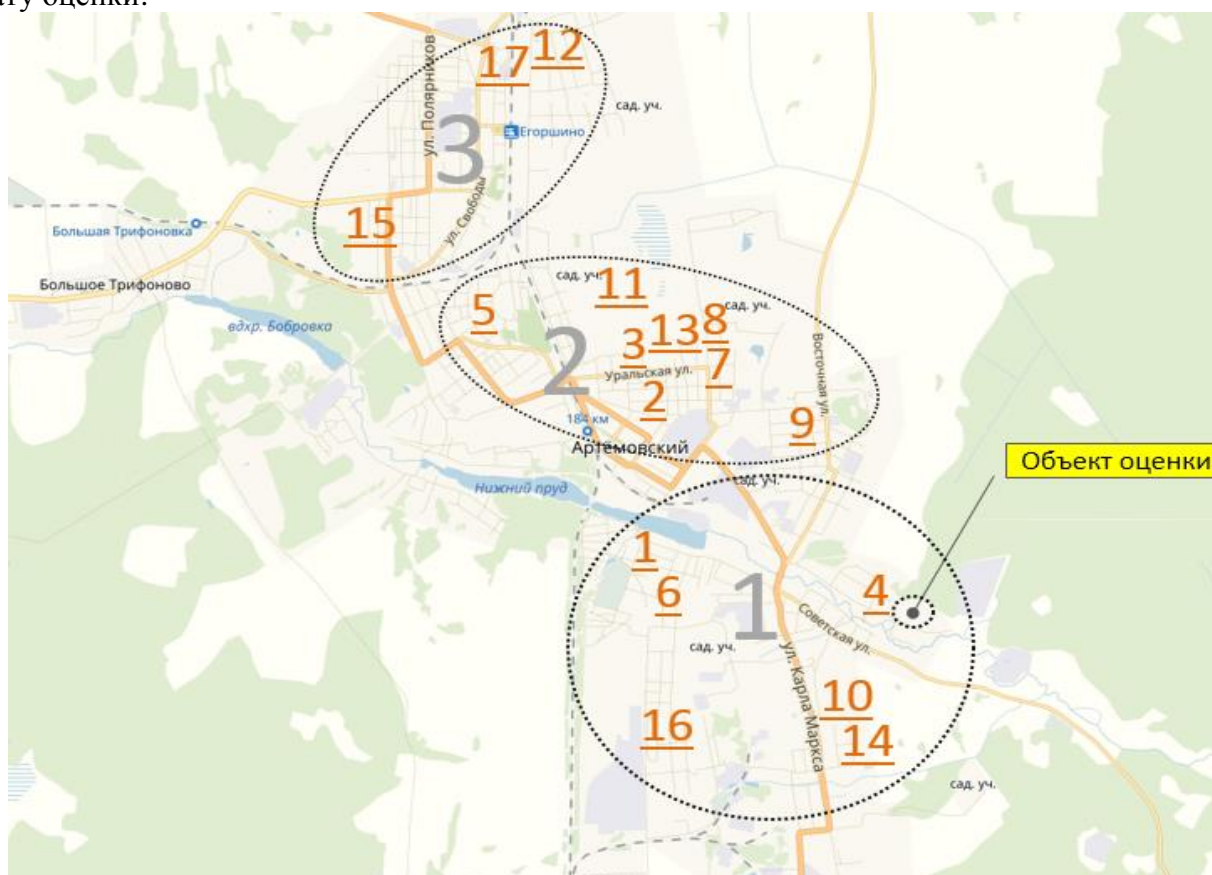 ату оценки:
17
12
ул. Полярников
сад. уч.
Егоршино
3
15
ул. Свободы
Большая Трифоновка
Большое Трифоново
вдхр. Бобровка
сад. уч.
11
сад. уч.
5
8
13
3
2
7
Уральская ул.
2
Восточная ул.
9
184 км
Артёмовский
Объект оценки
сад. уч.
Нижний пруд
1
6
1
4
Советская ул.
сад. уч.
ул. Карла Маркса
10
16
14
сад. уч.